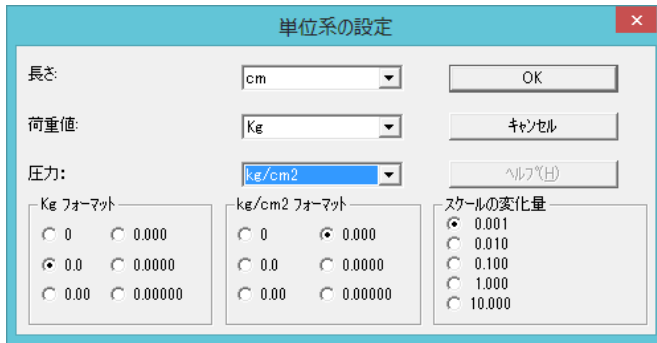 単位系の設定
長さ: cm OK
荷重値: Kg キャンセル
圧力: kg/cm2 ヘルプ(H)
Kg フォーマット
0 0.000
0.0 0.0000
0.00 0.00000
kg/cm2 フォーマット
0 0.000
0.0 0.0000
0.00 0.00000
スケールの変化量
0.001
0.010
0.100
1.000
10.000